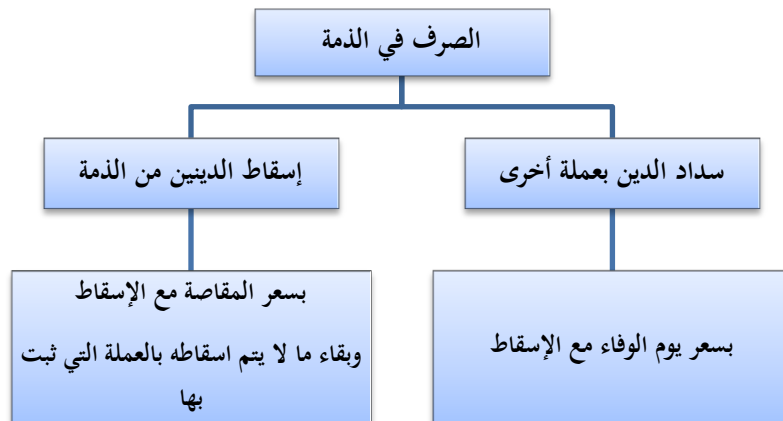 الصرف في الذمة
سداد الدين بعملة أخرى
إسقاط الدينين من الذمة
بسعر يوم الوفاء مع الإسقاط
بسعر المقاصة مع الإسقاط
وبقاء ما لا يتم اسقاطه بالعملة التي ثبت
بها